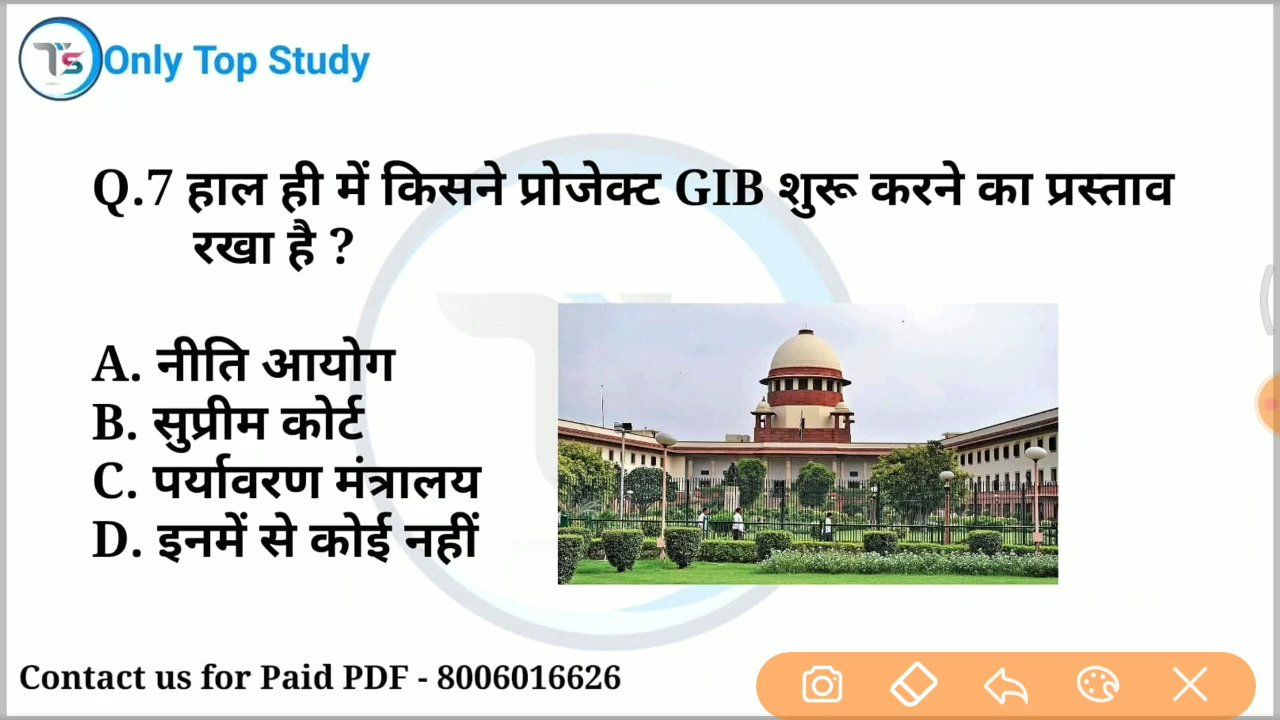 TS Only Top Study
Q.7 हाल ही में किसने प्रोजेक्ट GIB शुरू करने का प्रस्ताव
रखा है ?
A. नीति आयोग
B. सुप्रीम कोर्ट
C. पर्यावरण मंत्रालय
D. इनमें से कोई नहीं
Contact us for Paid PDF - 8006016626